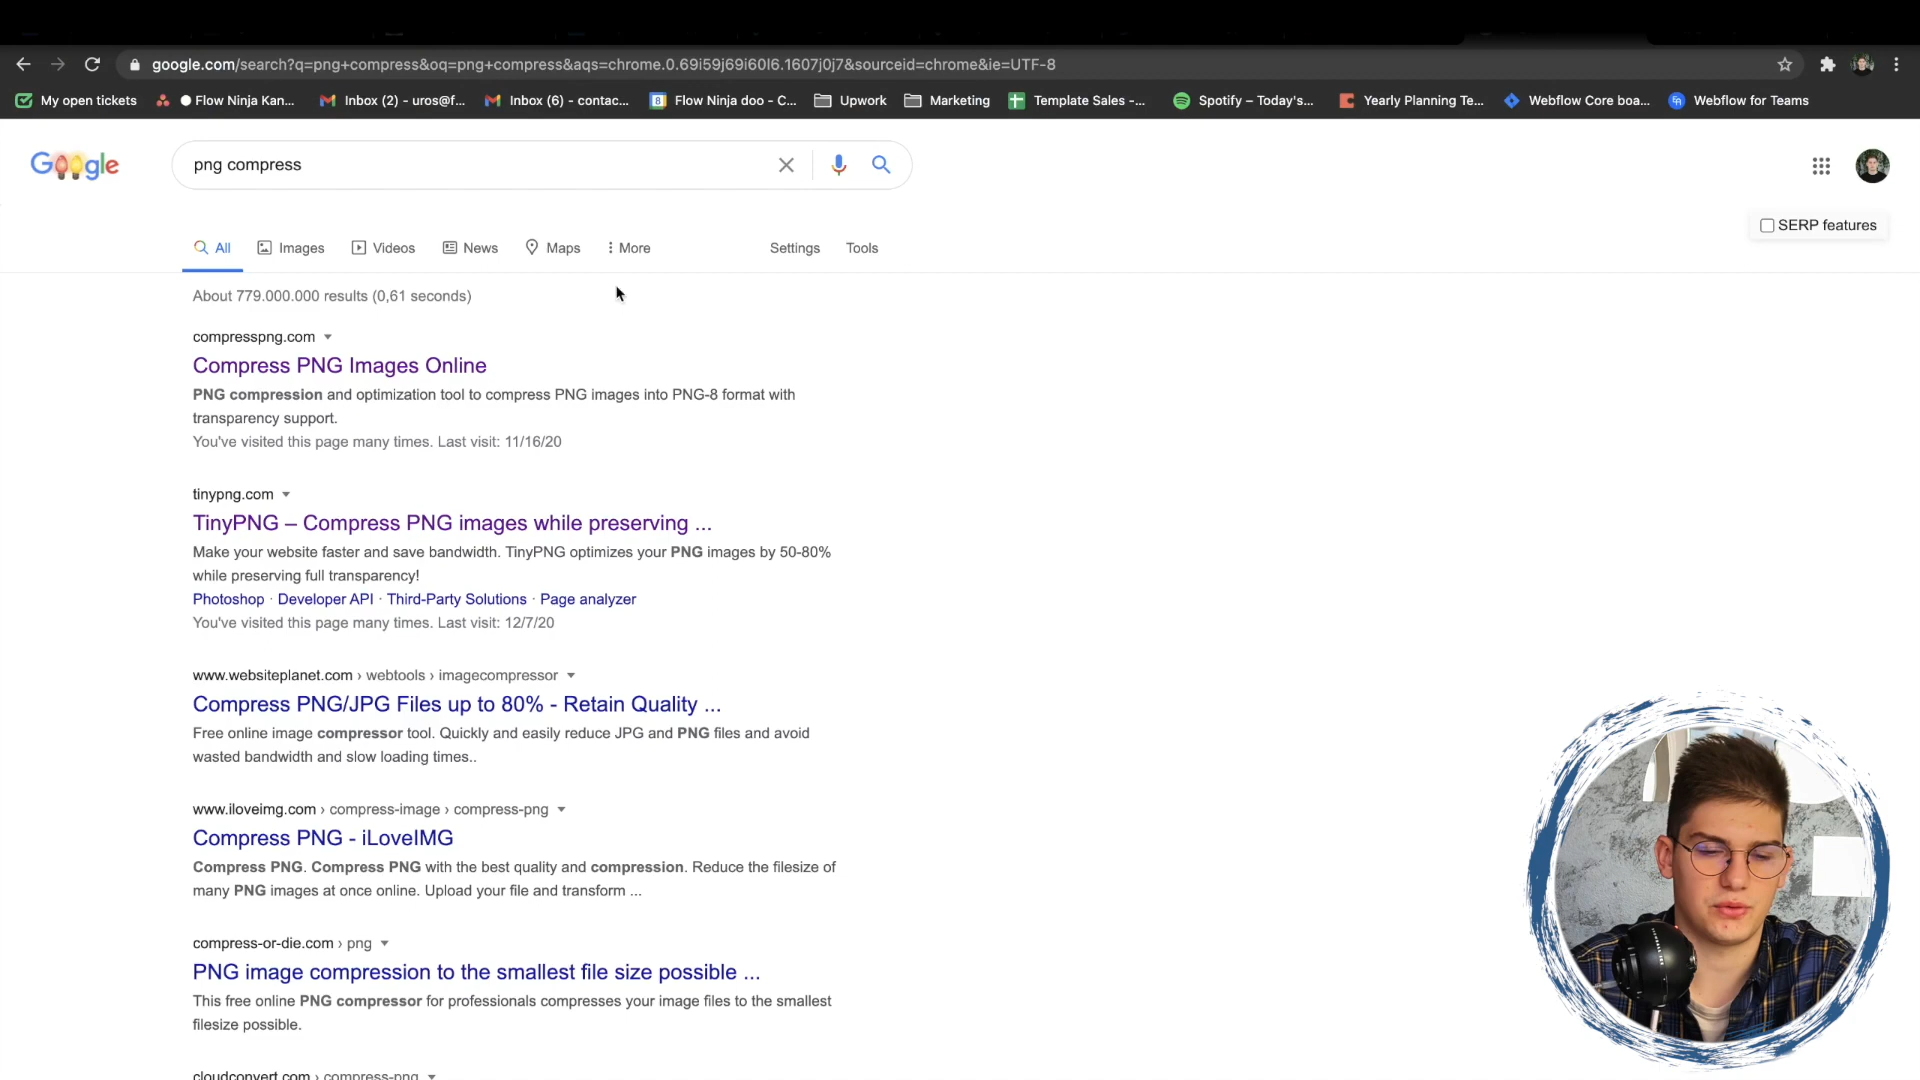 google.com/search?q=png+compress&oq=png+compress&aqs=chrome.0.69i59j69i60l6.1607j0j7&sourceid=chrome&ie=UTF-8
My open tickets Flow Ninja Kan... Inbox (2) - uros@f... Inbox (6) - contac... 8 Flow Ninja doo - C... Upwork Marketing Template Sales -... Spotify – Today's... Yearly Planning Te... Webflow Core boa... Webflow for Teams
Google png compress
SERP features
All Images Videos News Maps More Settings Tools
About 779.000.000 results (0,61 seconds)
compresspng.com
Compress PNG Images Online
PNG compression and optimization tool to compress PNG images into PNG-8 format with
transparency support.
You've visited this page many times. Last visit: 11/16/20
tinypng.com
TinyPNG – Compress PNG images while preserving ...
Make your website faster and save bandwidth. TinyPNG optimizes your PNG images by 50-80%
while preserving full transparency!
Photoshop · Developer API · Third-Party Solutions · Page analyzer
You've visited this page many times. Last visit: 12/7/20
www.websiteplanet.com › webtools › imagecompressor
Compress PNG/JPG Files up to 80% - Retain Quality ...
Free online image compressor tool. Quickly and easily reduce JPG and PNG files and avoid
wasted bandwidth and slow loading times..
www.iloveimg.com › compress-image › compress-png
Compress PNG - iLoveIMG
Compress PNG. Compress PNG with the best quality and compression. Reduce the filesize of
many PNG images at once online. Upload your file and transform ...
compress-or-die.com › png
PNG image compression to the smallest file size possible ...
This free online PNG compressor for professionals compresses your image files to the smallest
filesize possible.
cloudconvert.com › compress-png